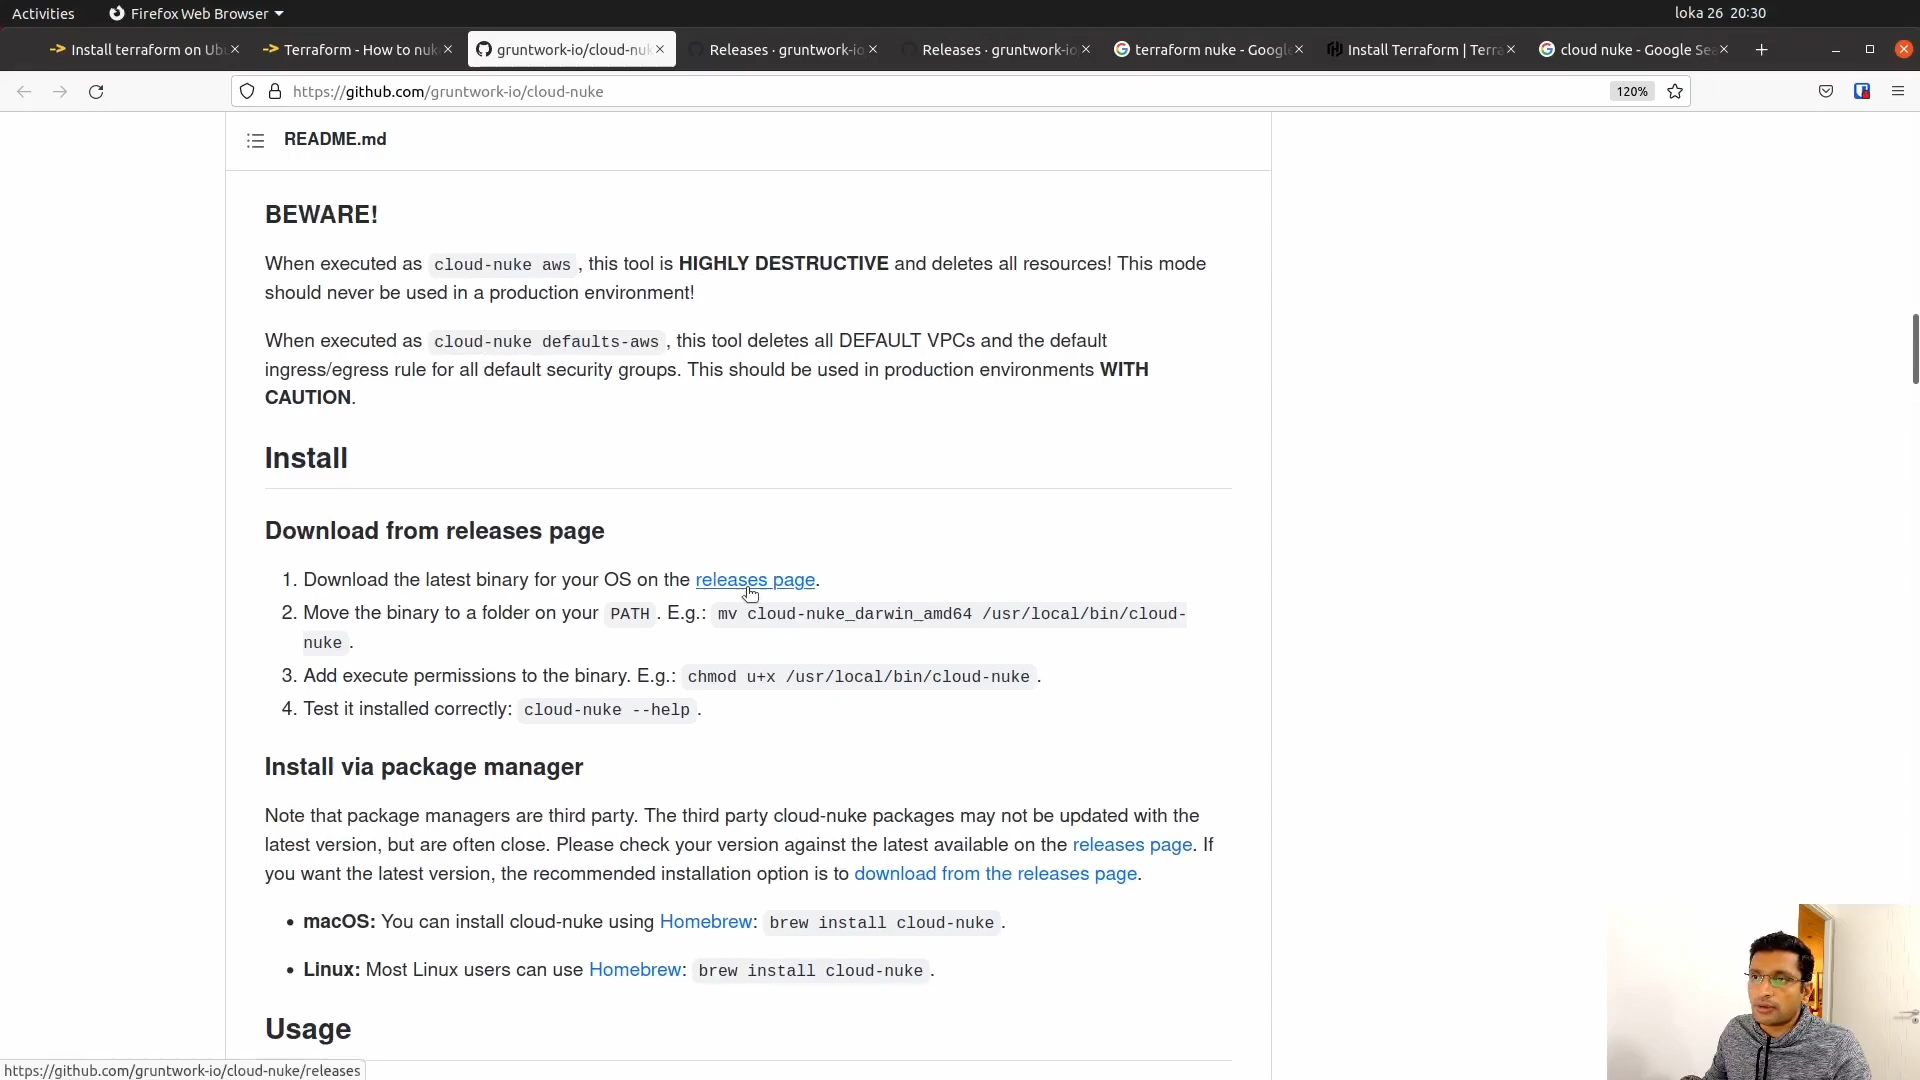 Activities
Firefox Web Browser
loka 26 20:30
Install terraform on Ub
Terraform - How to nuk
gruntwork-io/cloud-nuk
Releases · gruntwork-io
Releases · gruntwork-io
terraform nuke - Google
Install Terraform | Terra
cloud nuke - Google Sea
https://github.com/gruntwork-io/cloud-nuke
120%
README.md
BEWARE!
When executed as cloud-nuke aws , this tool is HIGHLY DESTRUCTIVE and deletes all resources! This mode
should never be used in a production environment!
When executed as cloud-nuke defaults-aws , this tool deletes all DEFAULT VPCs and the default
ingress/egress rule for all default security groups. This should be used in production environments WITH
CAUTION.
Install
Download from releases page
1. Download the latest binary for your OS on the releases page.
2. Move the binary to a folder on your PATH . E.g.: mv cloud-nuke_darwin_amd64 /usr/local/bin/cloud-
nuke .
3. Add execute permissions to the binary. E.g.: chmod u+x /usr/local/bin/cloud-nuke .
4. Test it installed correctly: cloud-nuke --help .
Install via package manager
Note that package managers are third party. The third party cloud-nuke packages may not be updated with the
latest version, but are often close. Please check your version against the latest available on the releases page. If
you want the latest version, the recommended installation option is to download from the releases page.
• macOS: You can install cloud-nuke using Homebrew: brew install cloud-nuke .
• Linux: Most Linux users can use Homebrew: brew install cloud-nuke .
Usage
https://github.com/gruntwork-io/cloud-nuke/releases